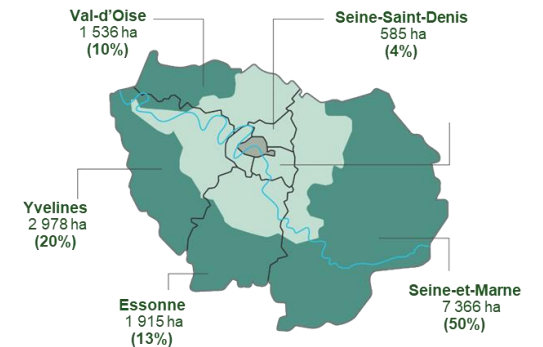 Val-d'Oise
1 536 ha
(10%)
Seine-Saint-Denis
585 ha
(4%)
Yvelines
2 978 ha
(20%)
Essonne
1 915 ha
(13%)
Seine-et-Marne
7 366 ha
(50%)